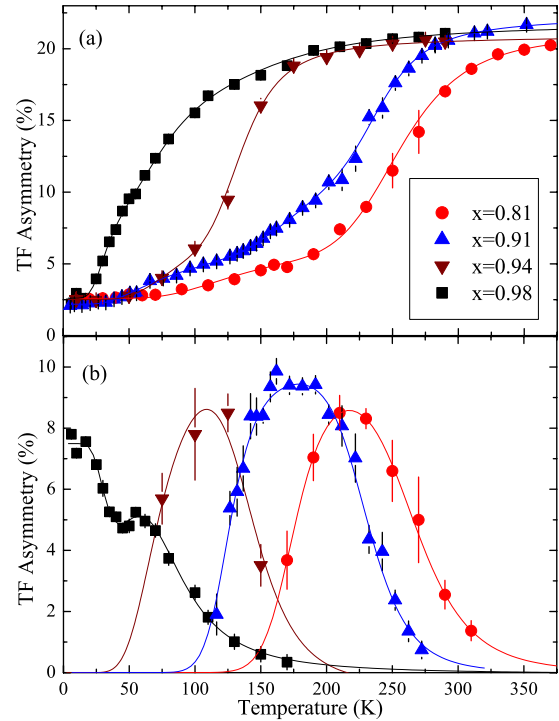 (a)
TF Asymmetry (%)
20
15
10
5
0
x=0.81
x=0.91
x=0.94
x=0.98
(b)
TF Asymmetry (%)
10
8
6
4
2
0
0 50 100 150 200 250 300 350
Temperature (K)